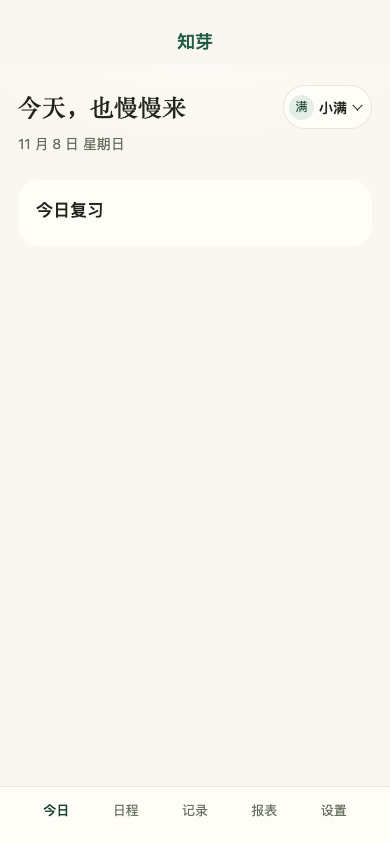 知芽
今天，也慢慢来
满 小满
11 月 8 日 星期日
今日复习
今日 日程 记录 报表 设置